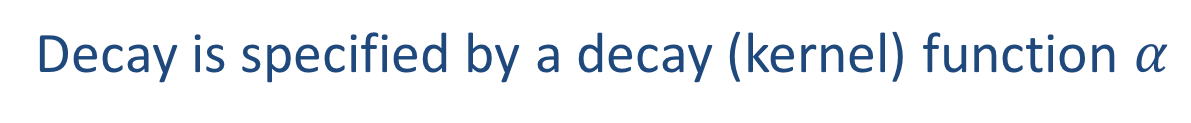 Decay is specified by a decay (kernel) function α